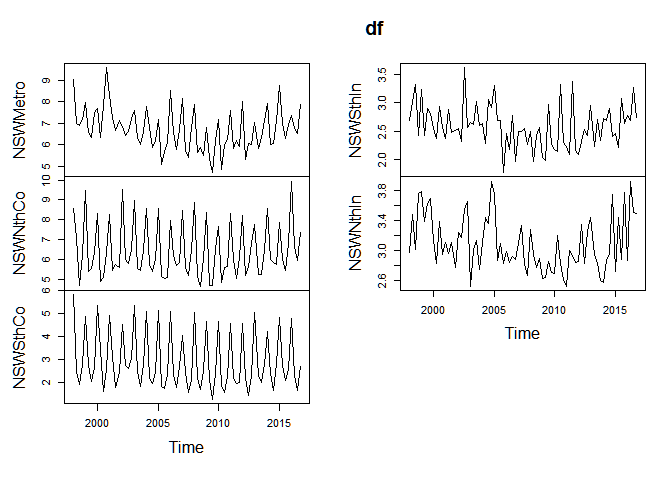 df
NSWMetro
5 6 7 8 9
NSWNthCo
5 6 7 8 9 10
NSWSthCo
2 3 4 5 6
2000 2005 2010 2015
Time
NSWSthIn
2.0 2.5 3.0 3.5
NSWNthIn
2.6 3.0 3.4 3.8
2000 2005 2010 2015
Time